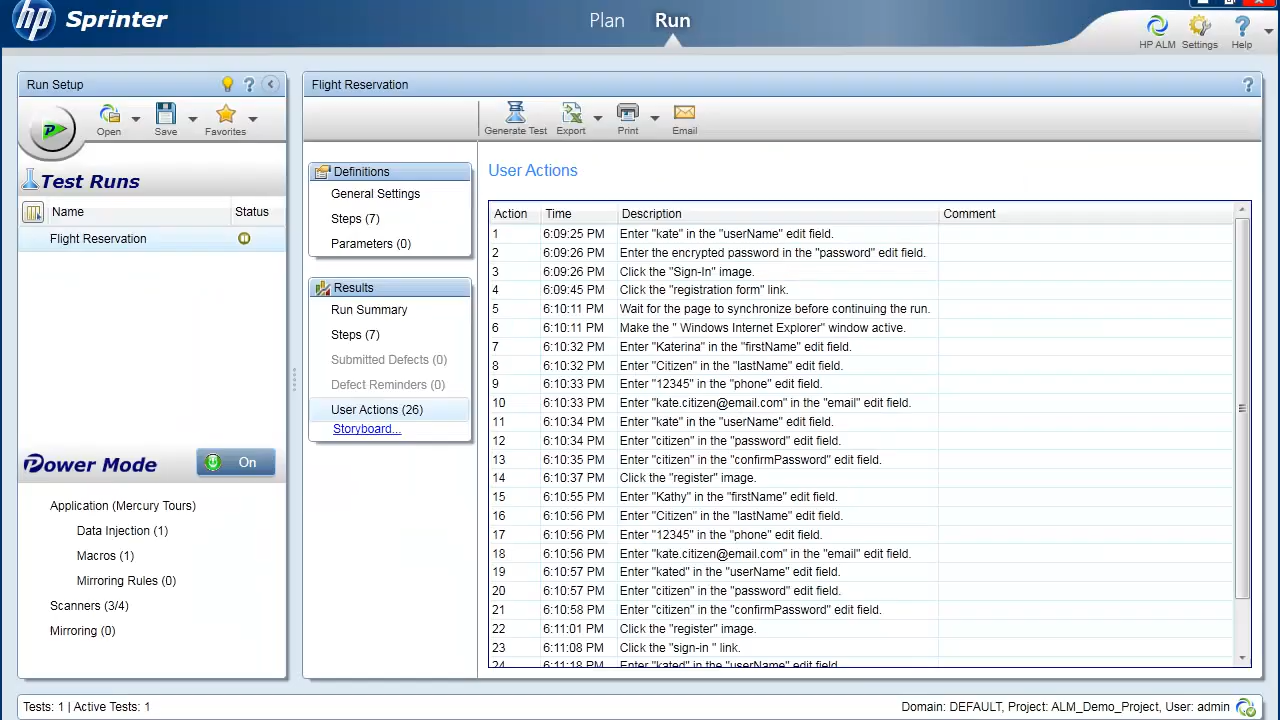 hp Sprinter
Plan Run
HP ALM Settings Help
Run Setup
Open Save Favorites
Test Runs
Name Status
Flight Reservation
Power Mode On
Application (Mercury Tours)
Data Injection (1)
Macros (1)
Mirroring Rules (0)
Scanners (3/4)
Mirroring (0)
Flight Reservation
Generate Test Export Print Email
Definitions
General Settings
Steps (7)
Parameters (0)
Results
Run Summary
Steps (7)
Submitted Defects (0)
Defect Reminders (0)
User Actions (26)
Storyboard...
User Actions
Action Time Description Comment
1 6:09:25 PM Enter "kate" in the "userName" edit field.
2 6:09:26 PM Enter the encrypted password in the "password" edit field.
3 6:09:26 PM Click the "Sign-In" image.
4 6:09:45 PM Click the "registration form" link.
5 6:10:11 PM Wait for the page to synchronize before continuing the run.
6 6:10:11 PM Make the " Windows Internet Explorer" window active.
7 6:10:32 PM Enter "Katerina" in the "firstName" edit field.
8 6:10:32 PM Enter "Citizen" in the "lastName" edit field.
9 6:10:33 PM Enter "12345" in the "phone" edit field.
10 6:10:33 PM Enter "kate.citizen@email.com" in the "email" edit field.
11 6:10:34 PM Enter "kate" in the "userName" edit field.
12 6:10:34 PM Enter "citizen" in the "password" edit field.
13 6:10:35 PM Enter "citizen" in the "confirmPassword" edit field.
14 6:10:37 PM Click the "register" image.
15 6:10:55 PM Enter "Kathy" in the "firstName" edit field.
16 6:10:56 PM Enter "Citizen" in the "lastName" edit field.
17 6:10:56 PM Enter "12345" in the "phone" edit field.
18 6:10:56 PM Enter "kate.citizen@email.com" in the "email" edit field.
19 6:10:57 PM Enter "kated" in the "userName" edit field.
20 6:10:57 PM Enter "citizen" in the "password" edit field.
21 6:10:58 PM Enter "citizen" in the "confirmPassword" edit field.
22 6:11:01 PM Click the "register" image.
23 6:11:08 PM Click the "sign-in " link.
24 6:11:18 PM Enter "kated" in the "userName" edit field.
Tests: 1 | Active Tests: 1
Domain: DEFAULT, Project: ALM_Demo_Project, User: admin